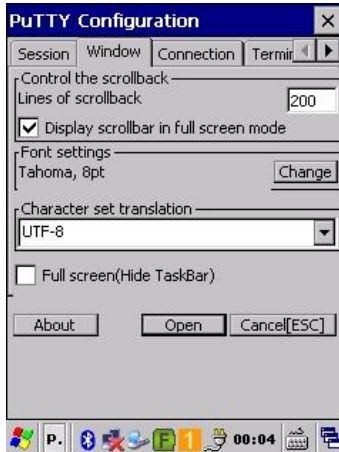 PuTTY Configuration
Session Window Connection Termir
Control the scrollback
Lines of scrollback 200
Display scrollbar in full screen mode
Font settings
Tahoma, 8pt Change
Character set translation
UTF-8
Full screen(Hide TaskBar)
About Open Cancel[ESC]
P. F 1 00:04